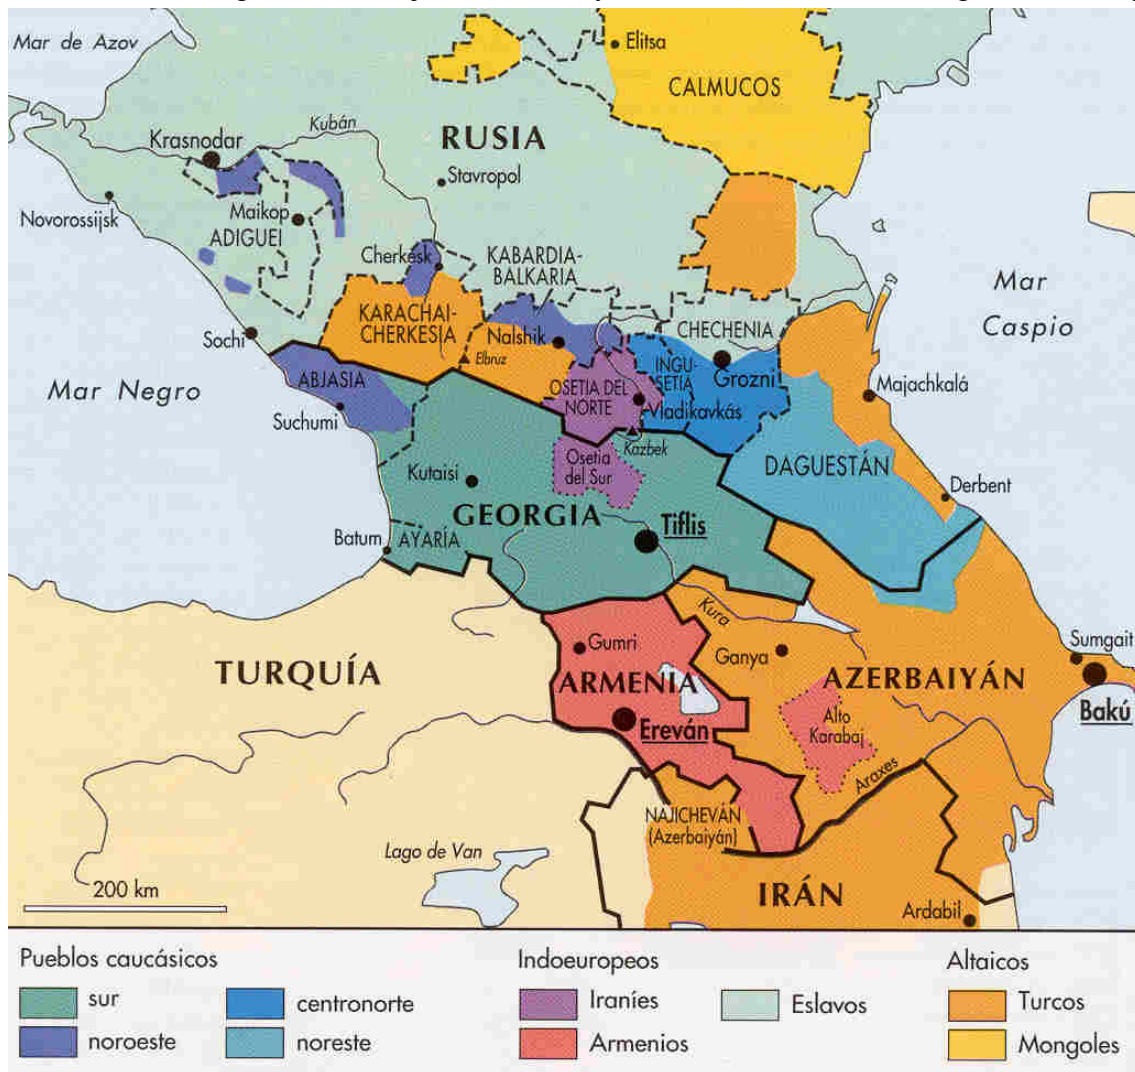 Mar de Azov
Elitsa
CALMUCOS
Kubán
Krasnodar
RUSIA
Stavropol
Novorossijsk
Maikop
ADIGUEI
Cherkesk
KABARDIA-
BALKARIA
Mar
Caspio
KARACHAI-
CHERKESIA
Sochi
Nalshik
CHECHENIA
Elbruz
INGU-
SETIA
Grozni
Mar Negro
ABJASIA
OSETIA DEL
NORTE
Vladikavkás
Majachkalá
Suchumi
Kazbek
Osetia
del Sur
Kutaisi
DAGUESTÁN
Derbent
GEORGIA
Tiflis
Batum
AYARÍA
Kura
Gumri
Ganya
Sumgait
TURQUÍA
ARMENIA
AZERBAIYÁN
Bakú
Ereván
Alto
Karabaj
Araxes
NAJICHEVÁN
(Azerbaiyán)
Lago de Van
200 km
IRÁN
Ardabil
Pueblos caucásicos
sur
centronorte
noroeste
noreste
Indoeuropeos
Iraníes
Eslavos
Armenios
Altaicos
Turcos
Mongoles